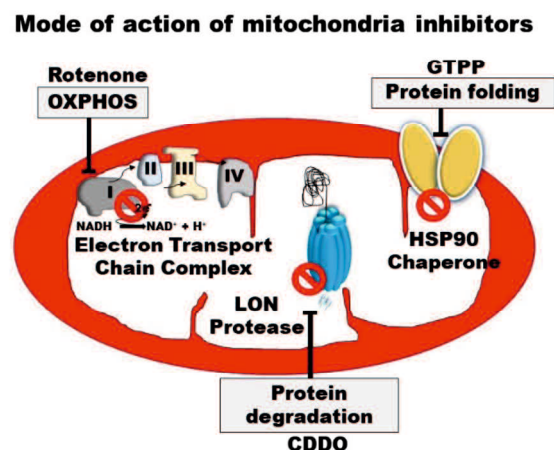 Mode of action of mitochondria inhibitors
Rotenone
OXPHOS
GTPP
Protein folding
I
II
III
IV
NADH
NAD⁺ + H⁺
Electron Transport
Chain Complex
HSP90
Chaperone
LON
Protease
Protein
degradation
CDDO